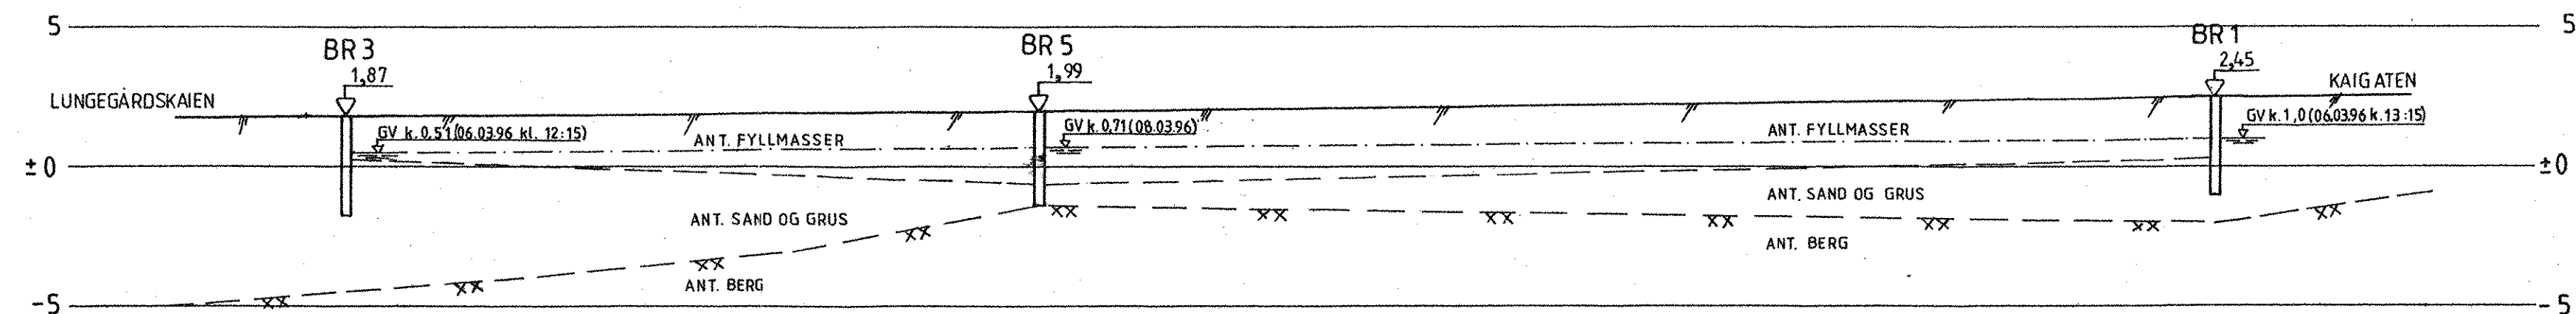 5 5
BR 3 BR 5 BR 1
1,87 1,99 2,45
LUNGEGÅRDSKAIEN KAIGATEN
GV k. 0,51 (06.03.96 kl. 12:15) GV k. 0,71 (08.03.96) GV k. 1,0 (06.03.96 k. 13:15)
ANT. FYLLMASSER ANT. FYLLMASSER
±0 ±0
ANT. SAND OG GRUS ANT. SAND OG GRUS
ANT. BERG ANT. BERG
-5 -5